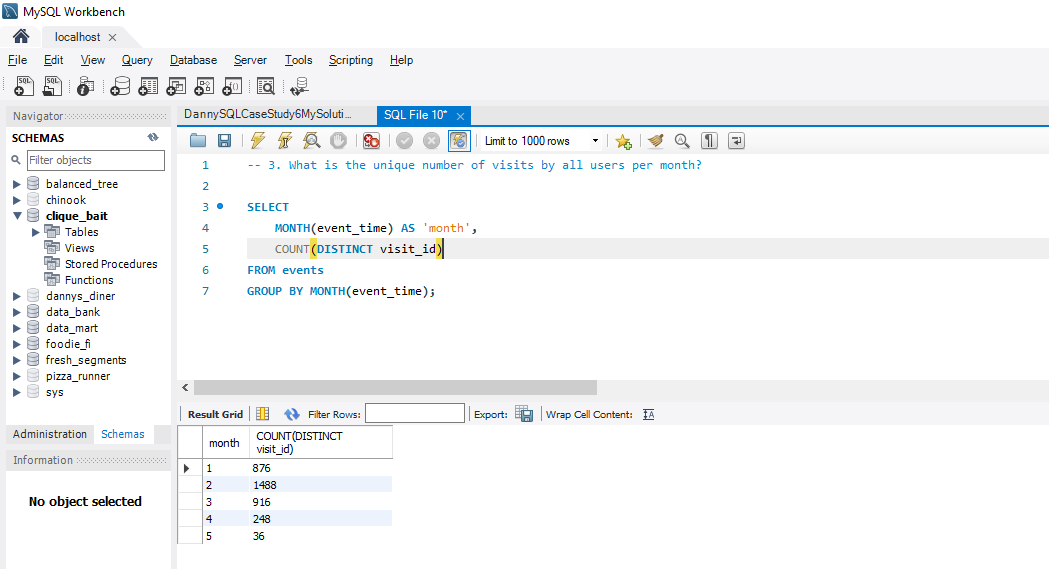 MySQL Workbench
localhost
File Edit View Query Database Server Tools Scripting Help
Navigator
SCHEMAS
Filter objects
balanced_tree
chinook
clique_bait
Tables
Views
Stored Procedures
Functions
dannys_diner
data_bank
data_mart
foodie_fi
fresh_segments
pizza_runner
sys
Administration Schemas
Information
No object selected
DannySQLCaseStudy6MySoluti... SQL File 10*
Limit to 1000 rows
1 -- 3. What is the unique number of visits by all users per month?
2
3 SELECT
4 MONTH(event_time) AS 'month',
5 COUNT(DISTINCT visit_id)
6 FROM events
7 GROUP BY MONTH(event_time);
Result Grid Filter Rows: Export: Wrap Cell Content:
month COUNT(DISTINCT
visit_id)
1 876
2 1488
3 916
4 248
5 36